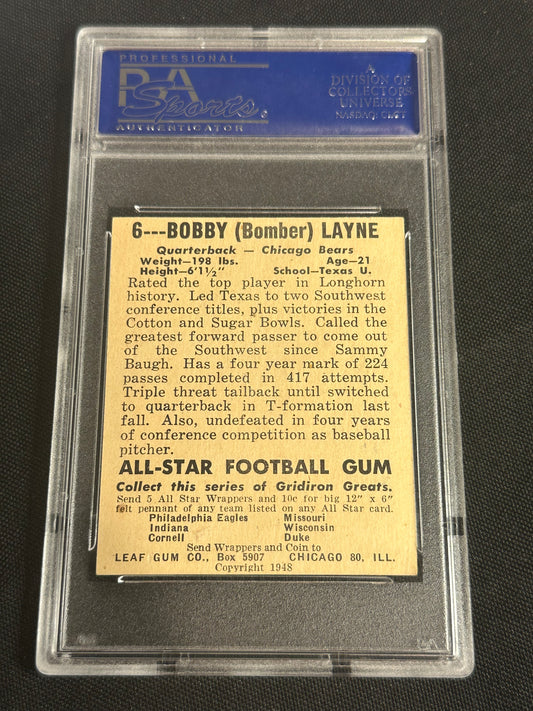 PROFESSIONAL
PSA
Sports
AUTHENTICATOR
A
DIVISION OF
COLLECTORS
UNIVERSE
NASDAQ: CLCT
6---BOBBY (Bomber) LAYNE
Quarterback — Chicago Bears
Weight—198 lbs. Age—21
Height—6'1½" School—Texas U.
Rated the top player in Longhorn
history. Led Texas to two Southwest
conference titles, plus victories in the
Cotton and Sugar Bowls. Called the
greatest forward passer to come out
of the Southwest since Sammy
Baugh. Has a four year mark of 224
passes completed in 417 attempts.
Triple threat tailback until switched
to quarterback in T-formation last
fall. Also, undefeated in four years
of conference competition as baseball
pitcher.
ALL-STAR FOOTBALL GUM
Collect this series of Gridiron Greats.
Send 5 All Star Wrappers and 10c for big 12" x 6"
felt pennant of any team listed on any All Star card.
Philadelphia Eagles Missouri
Indiana Wisconsin
Cornell Duke
Send Wrappers and Coin to
LEAF GUM CO., Box 5907 CHICAGO 80, ILL.
Copyright 1948